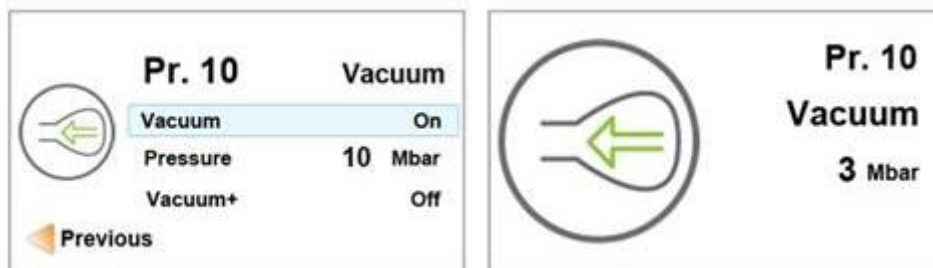 Pr. 10 Vacuum
Vacuum On
Pressure 10 Mbar
Vacuum+ Off
Previous
Pr. 10
Vacuum
3 Mbar